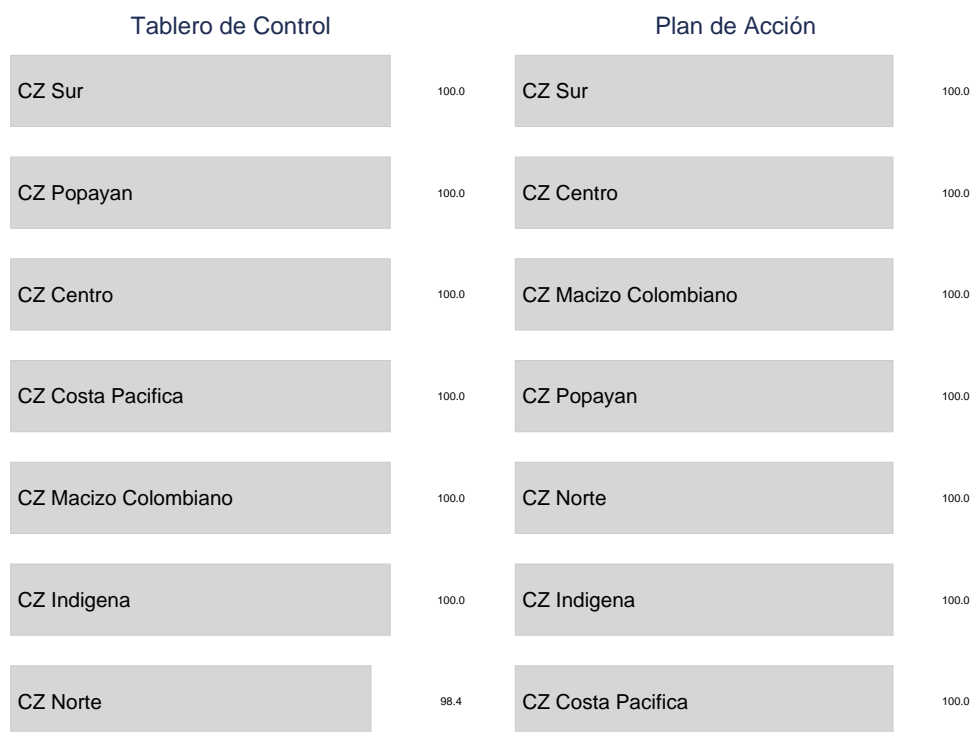 Tablero de Control
CZ Sur 100.0
CZ Popayan 100.0
CZ Centro 100.0
CZ Costa Pacifica 100.0
CZ Macizo Colombiano 100.0
CZ Indigena 100.0
CZ Norte 98.4
Plan de Acción
CZ Sur 100.0
CZ Centro 100.0
CZ Macizo Colombiano 100.0
CZ Popayan 100.0
CZ Norte 100.0
CZ Indigena 100.0
CZ Costa Pacifica 100.0